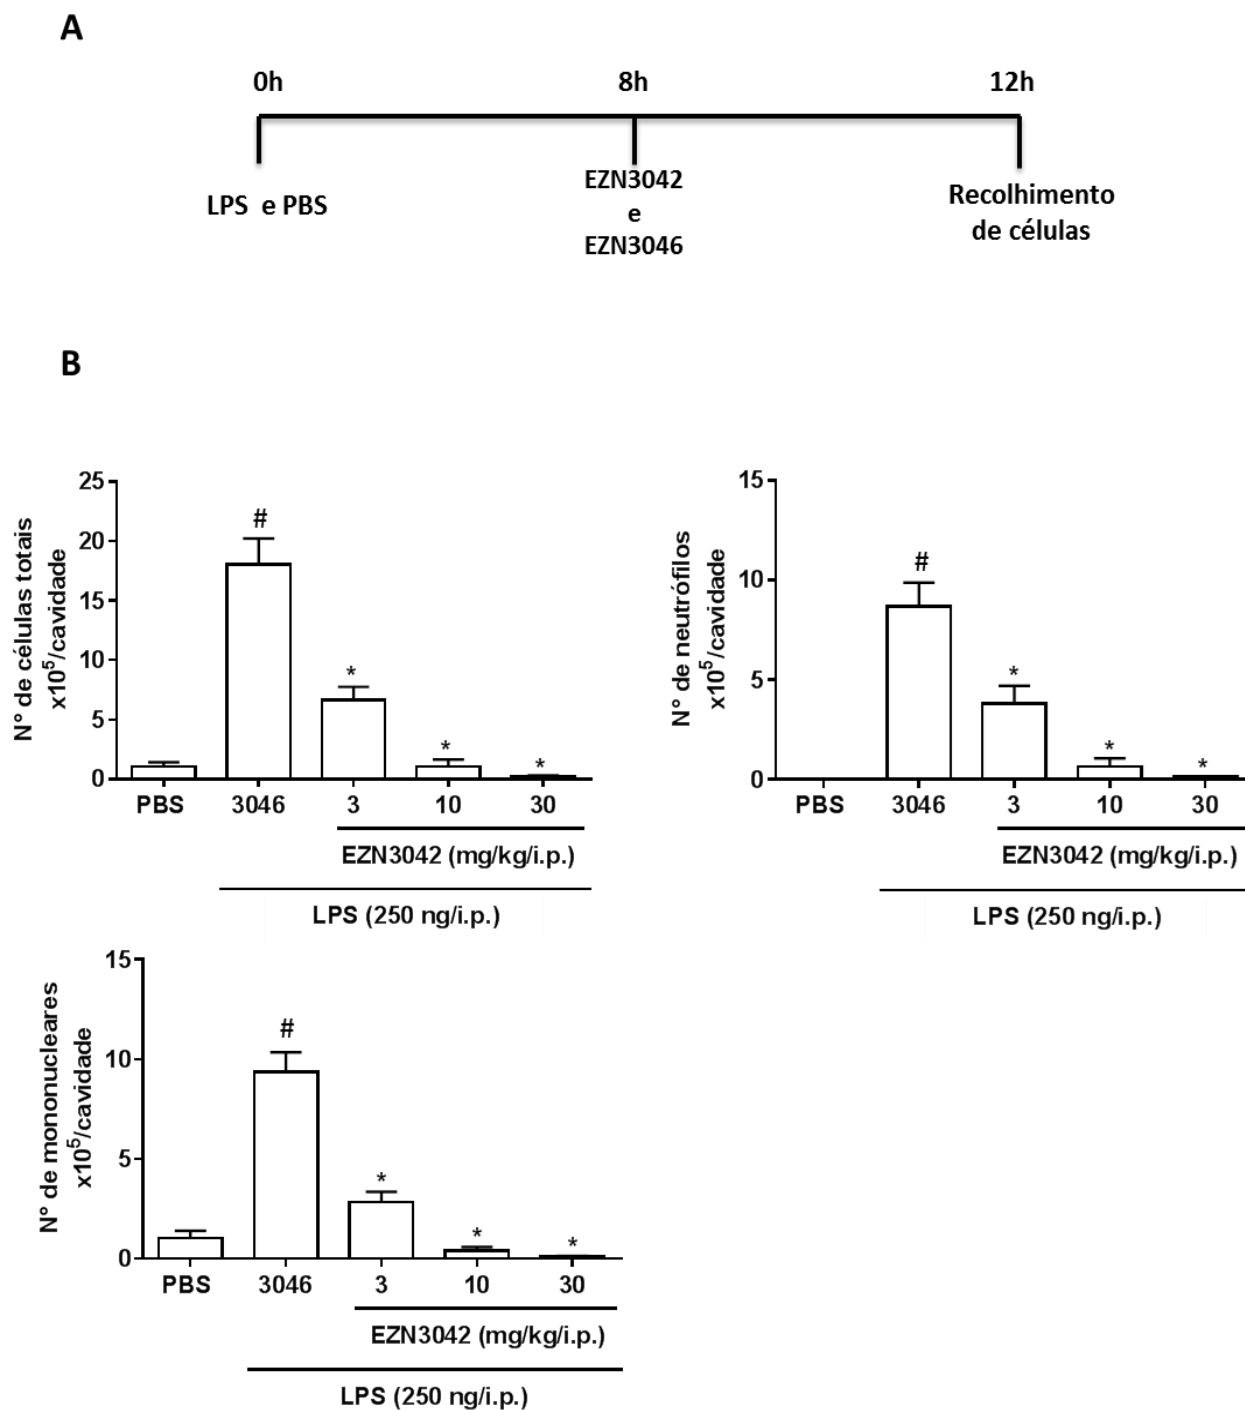 A
0h
8h
12h
LPS e PBS
EZN3042
e
EZN3046
Recolhimento
de células
B
N° de células totais
x10⁵/cavidade
25
20
15
10
5
0
#
*
*
*
PBS
3046
3
10
30
EZN3042 (mg/kg/i.p.)
LPS (250 ng/i.p.)
N° de neutrófilos
x10⁵/cavidade
15
10
5
0
#
*
*
*
PBS
3046
3
10
30
EZN3042 (mg/kg/i.p.)
LPS (250 ng/i.p.)
N° de mononucleares
x10⁵/cavidade
15
10
5
0
#
*
*
*
PBS
3046
3
10
30
EZN3042 (mg/kg/i.p.)
LPS (250 ng/i.p.)